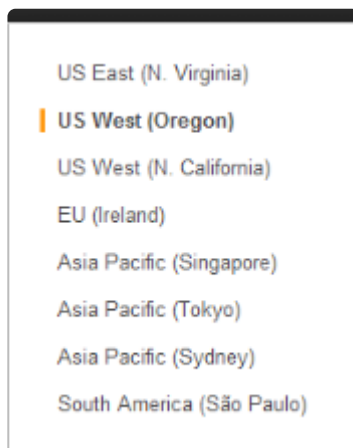 US East (N. Virginia)
US West (Oregon)
US West (N. California)
EU (Ireland)
Asia Pacific (Singapore)
Asia Pacific (Tokyo)
Asia Pacific (Sydney)
South America (São Paulo)